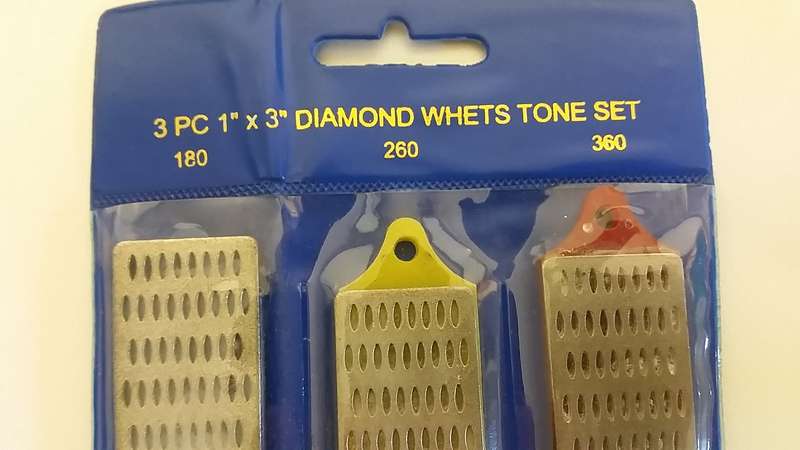 3 PC 1" x 3" DIAMOND WHETS TONE SET
180 260 360